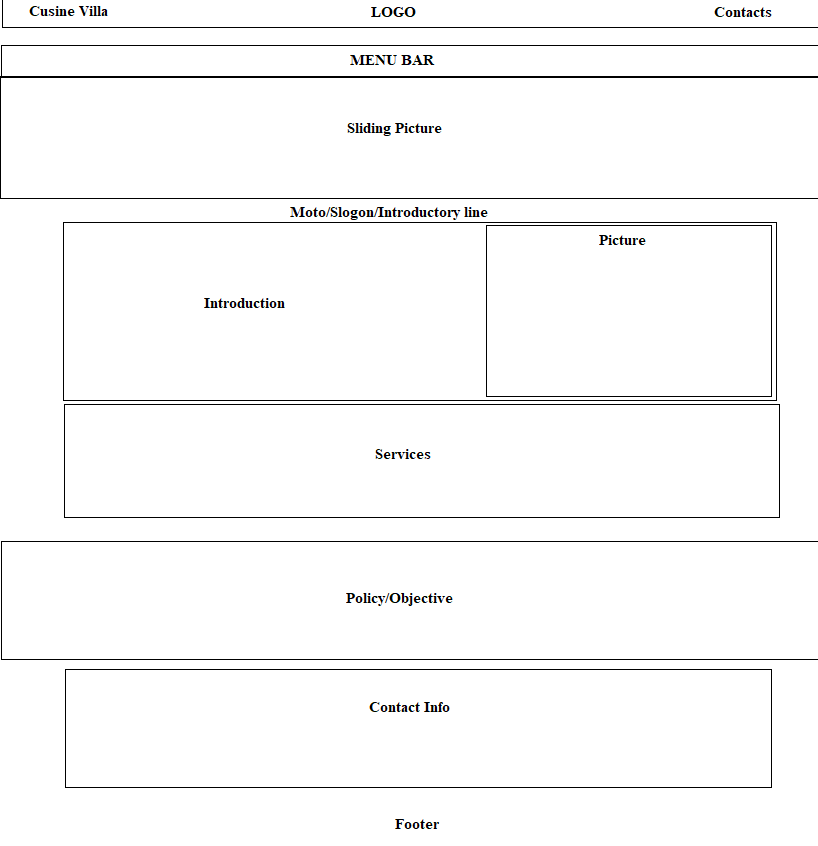 Cusine Villa LOGO Contacts
MENU BAR
Sliding Picture
Moto/Slogon/Introductory line
Picture
Introduction
Services
Policy/Objective
Contact Info
Footer